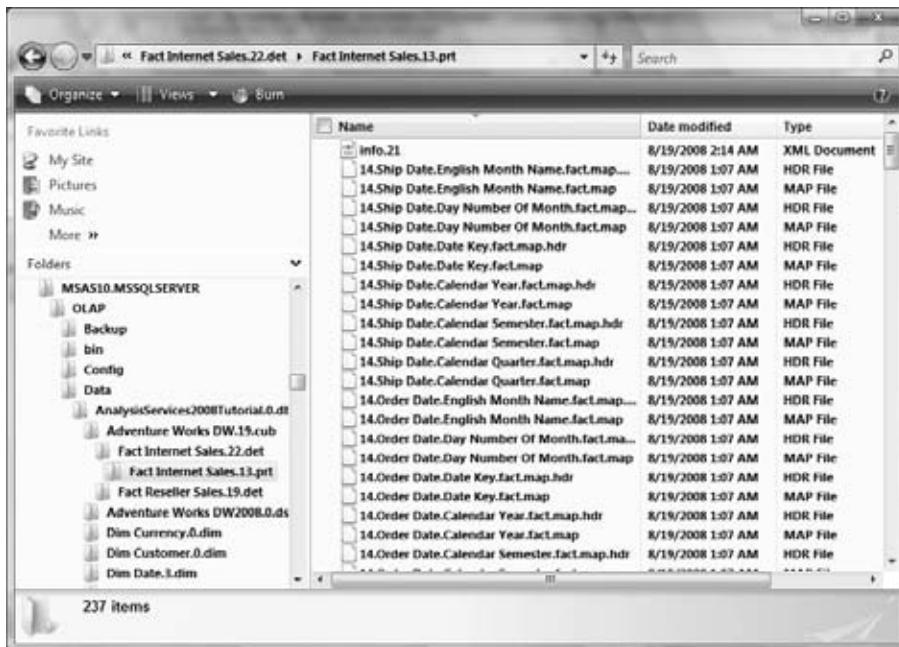 « Fact Internet Sales.22.det ▸ Fact Internet Sales.13.prt
Search
Organize
Views
Burn
Favorite Links
My Site
Pictures
Music
More »
Folders
MSAS10.MSSQLSERVER
OLAP
Backup
bin
Config
Data
AnalysisServices2008Tutorial.0.dt
Adventure Works DW.19.cub
Fact Internet Sales.22.det
Fact Internet Sales.13.prt
Fact Reseller Sales.19.det
Adventure Works DW2008.0.ds
Dim Currency.0.dim
Dim Customer.0.dim
Dim Date.3.dim
Name Date modified Type
info.21 8/19/2008 2:14 AM XML Document
14.Ship Date.English Month Name.fact.map.... 8/19/2008 1:07 AM HDR File
14.Ship Date.English Month Name.fact.map 8/19/2008 1:07 AM MAP File
14.Ship Date.Day Number Of Month.fact.map... 8/19/2008 1:07 AM HDR File
14.Ship Date.Day Number Of Month.fact.map 8/19/2008 1:07 AM MAP File
14.Ship Date.Date Key.fact.map.hdr 8/19/2008 1:07 AM HDR File
14.Ship Date.Date Key.fact.map 8/19/2008 1:07 AM MAP File
14.Ship Date.Calendar Year.fact.map.hdr 8/19/2008 1:07 AM HDR File
14.Ship Date.Calendar Year.fact.map 8/19/2008 1:07 AM MAP File
14.Ship Date.Calendar Semester.fact.map.hdr 8/19/2008 1:07 AM HDR File
14.Ship Date.Calendar Semester.fact.map 8/19/2008 1:07 AM MAP File
14.Ship Date.Calendar Quarter.fact.map.hdr 8/19/2008 1:07 AM HDR File
14.Ship Date.Calendar Quarter.fact.map 8/19/2008 1:07 AM MAP File
14.Order Date.English Month Name.fact.map.... 8/19/2008 1:07 AM HDR File
14.Order Date.English Month Name.fact.map 8/19/2008 1:07 AM MAP File
14.Order Date.Day Number Of Month.fact.ma... 8/19/2008 1:07 AM HDR File
14.Order Date.Day Number Of Month.fact.map 8/19/2008 1:07 AM MAP File
14.Order Date.Date Key.fact.map.hdr 8/19/2008 1:07 AM HDR File
14.Order Date.Date Key.fact.map 8/19/2008 1:07 AM MAP File
14.Order Date.Calendar Year.fact.map.hdr 8/19/2008 1:07 AM HDR File
14.Order Date.Calendar Year.fact.map 8/19/2008 1:07 AM MAP File
14.Order Date.Calendar Semester.fact.map.hdr 8/19/2008 1:07 AM HDR File
237 items